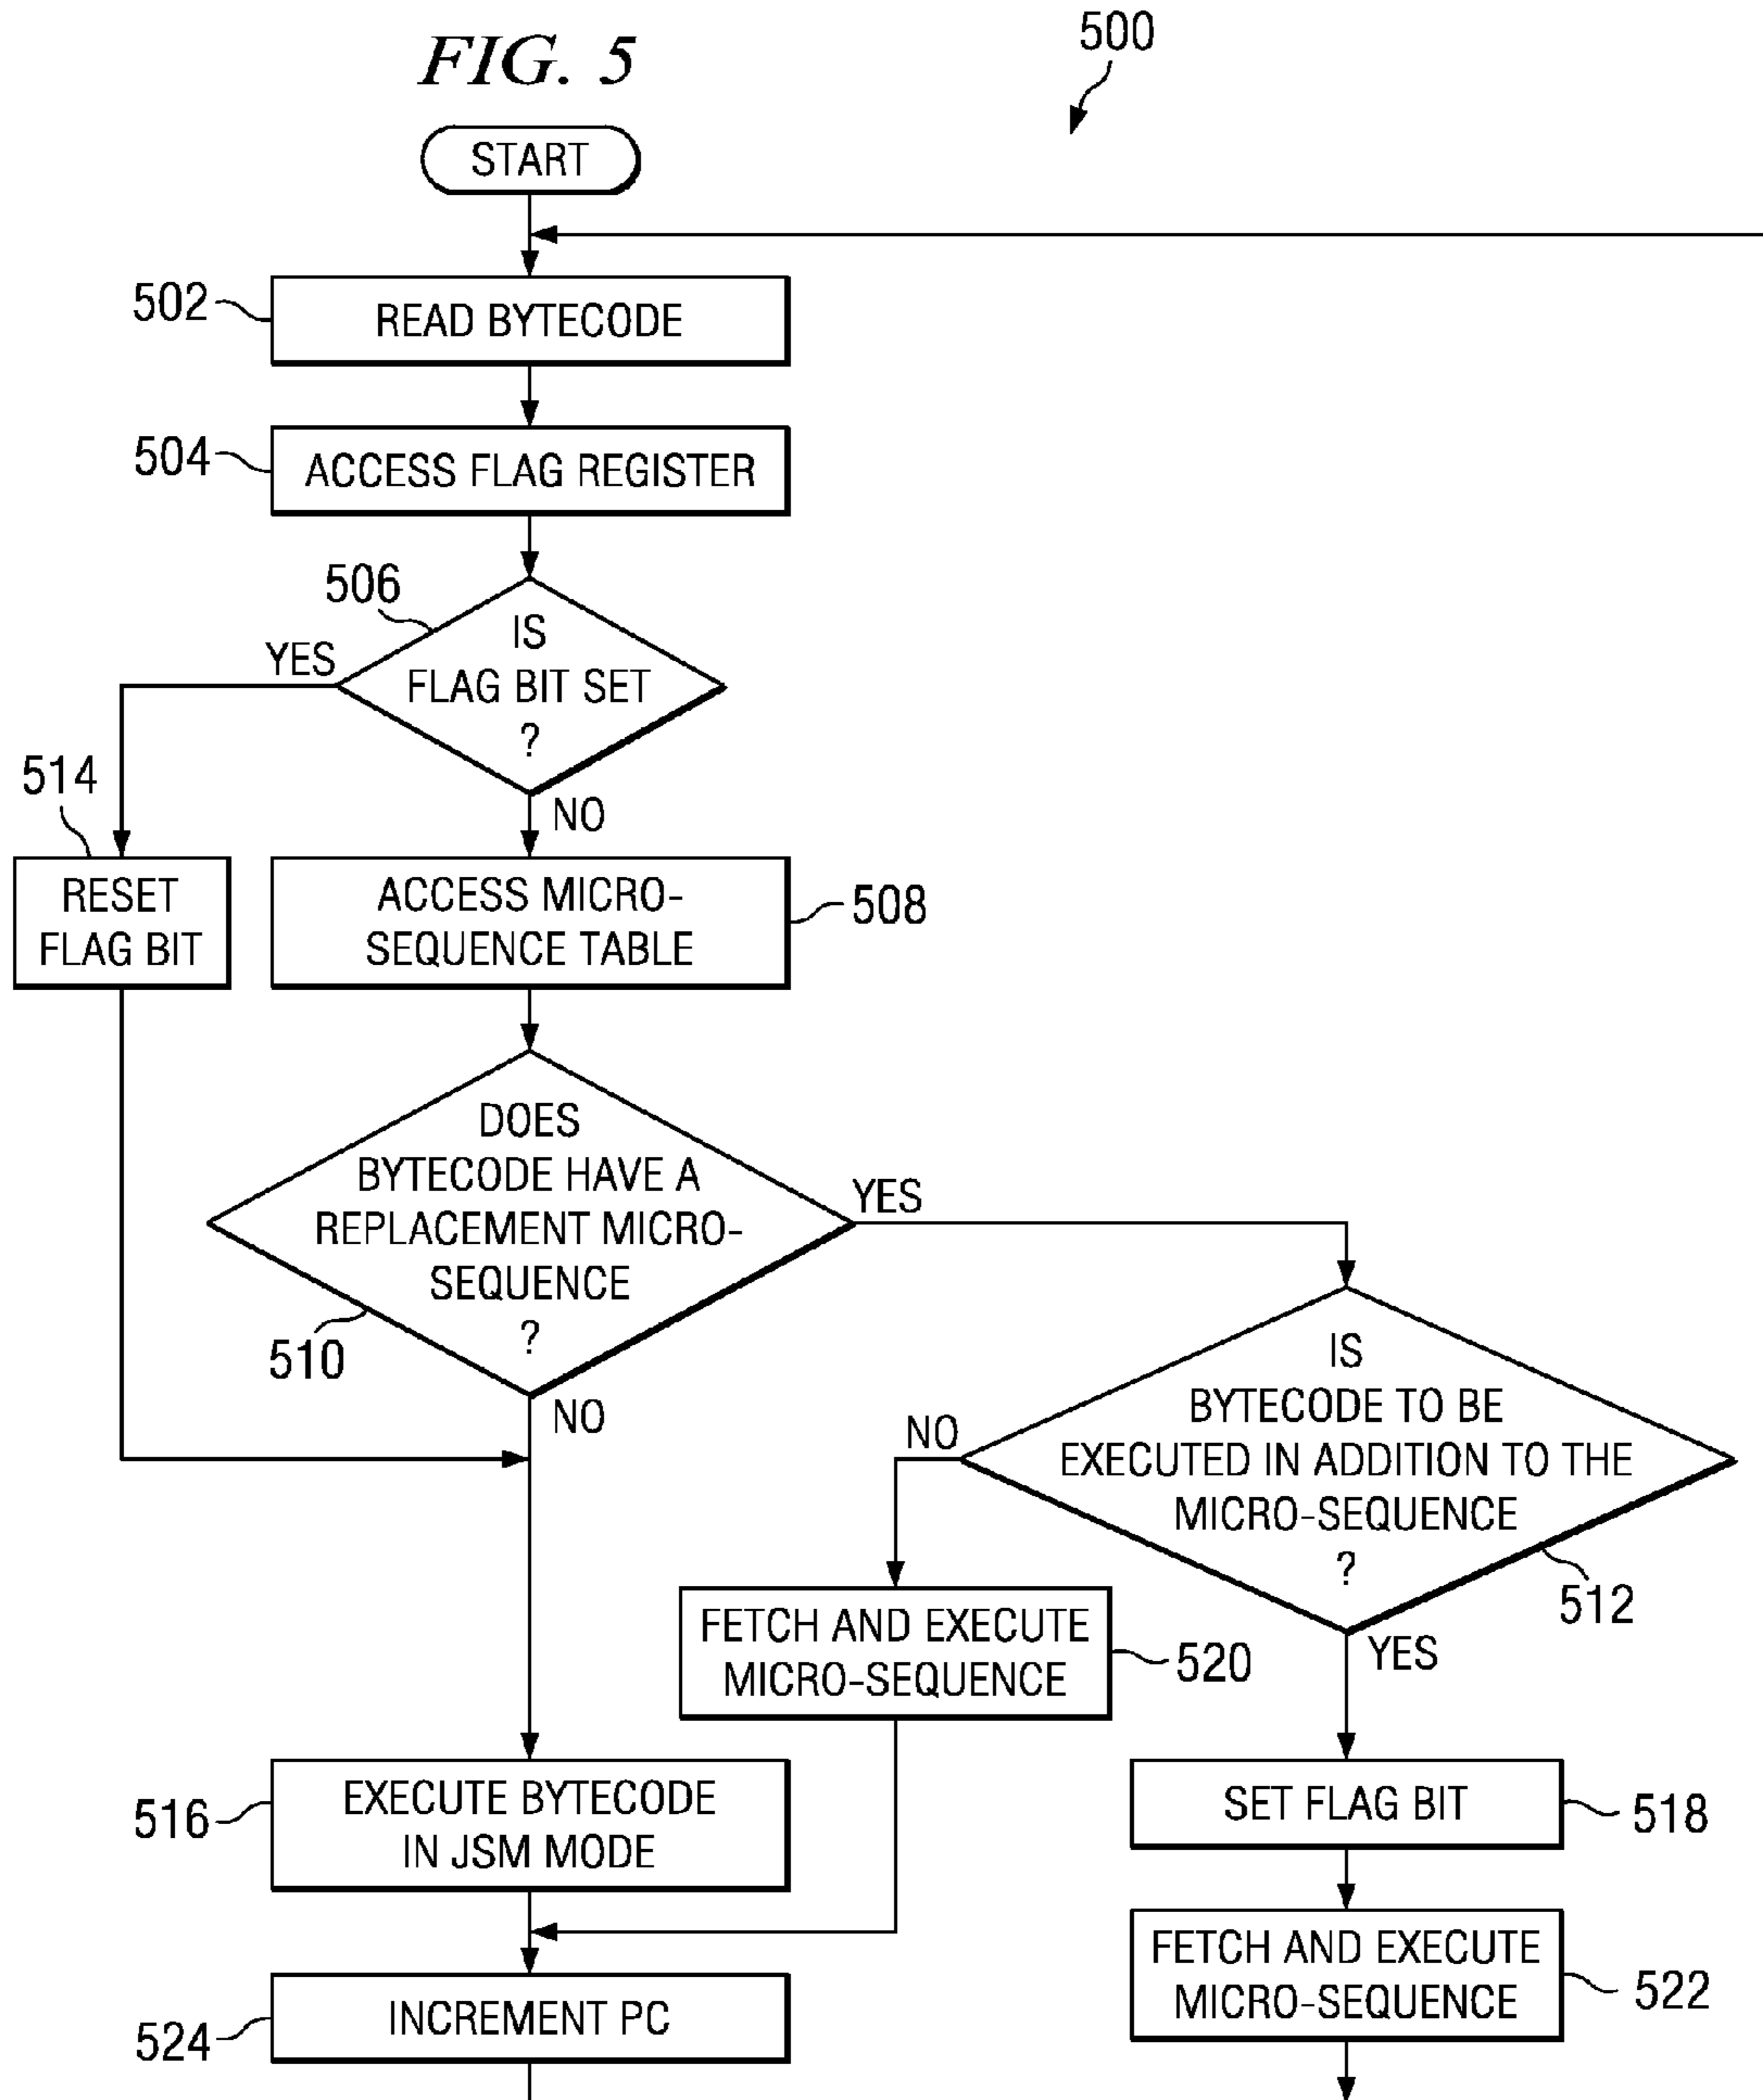 FIG. 5
500
START
502
READ BYTECODE
504
ACCESS FLAG REGISTER
506
IS
FLAG BIT SET
?
YES
NO
514
RESET
FLAG BIT
ACCESS MICRO-
SEQUENCE TABLE
508
DOES
BYTECODE HAVE A
REPLACEMENT MICRO-
SEQUENCE
?
510
YES
NO
IS
BYTECODE TO BE
EXECUTED IN ADDITION TO THE
MICRO-SEQUENCE
?
512
NO
YES
FETCH AND EXECUTE
MICRO-SEQUENCE
520
516
EXECUTE BYTECODE
IN JSM MODE
SET FLAG BIT
518
FETCH AND EXECUTE
MICRO-SEQUENCE
522
524
INCREMENT PC